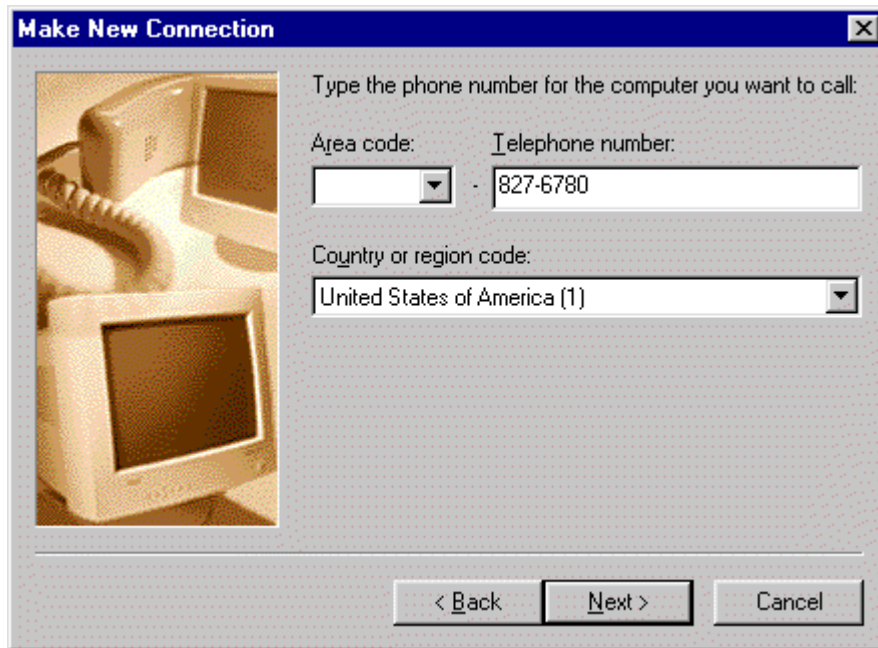 Make New Connection
Type the phone number for the computer you want to call:
Area code: Telephone number:
- 827-6780
Country or region code:
United States of America (1)
< Back Next > Cancel